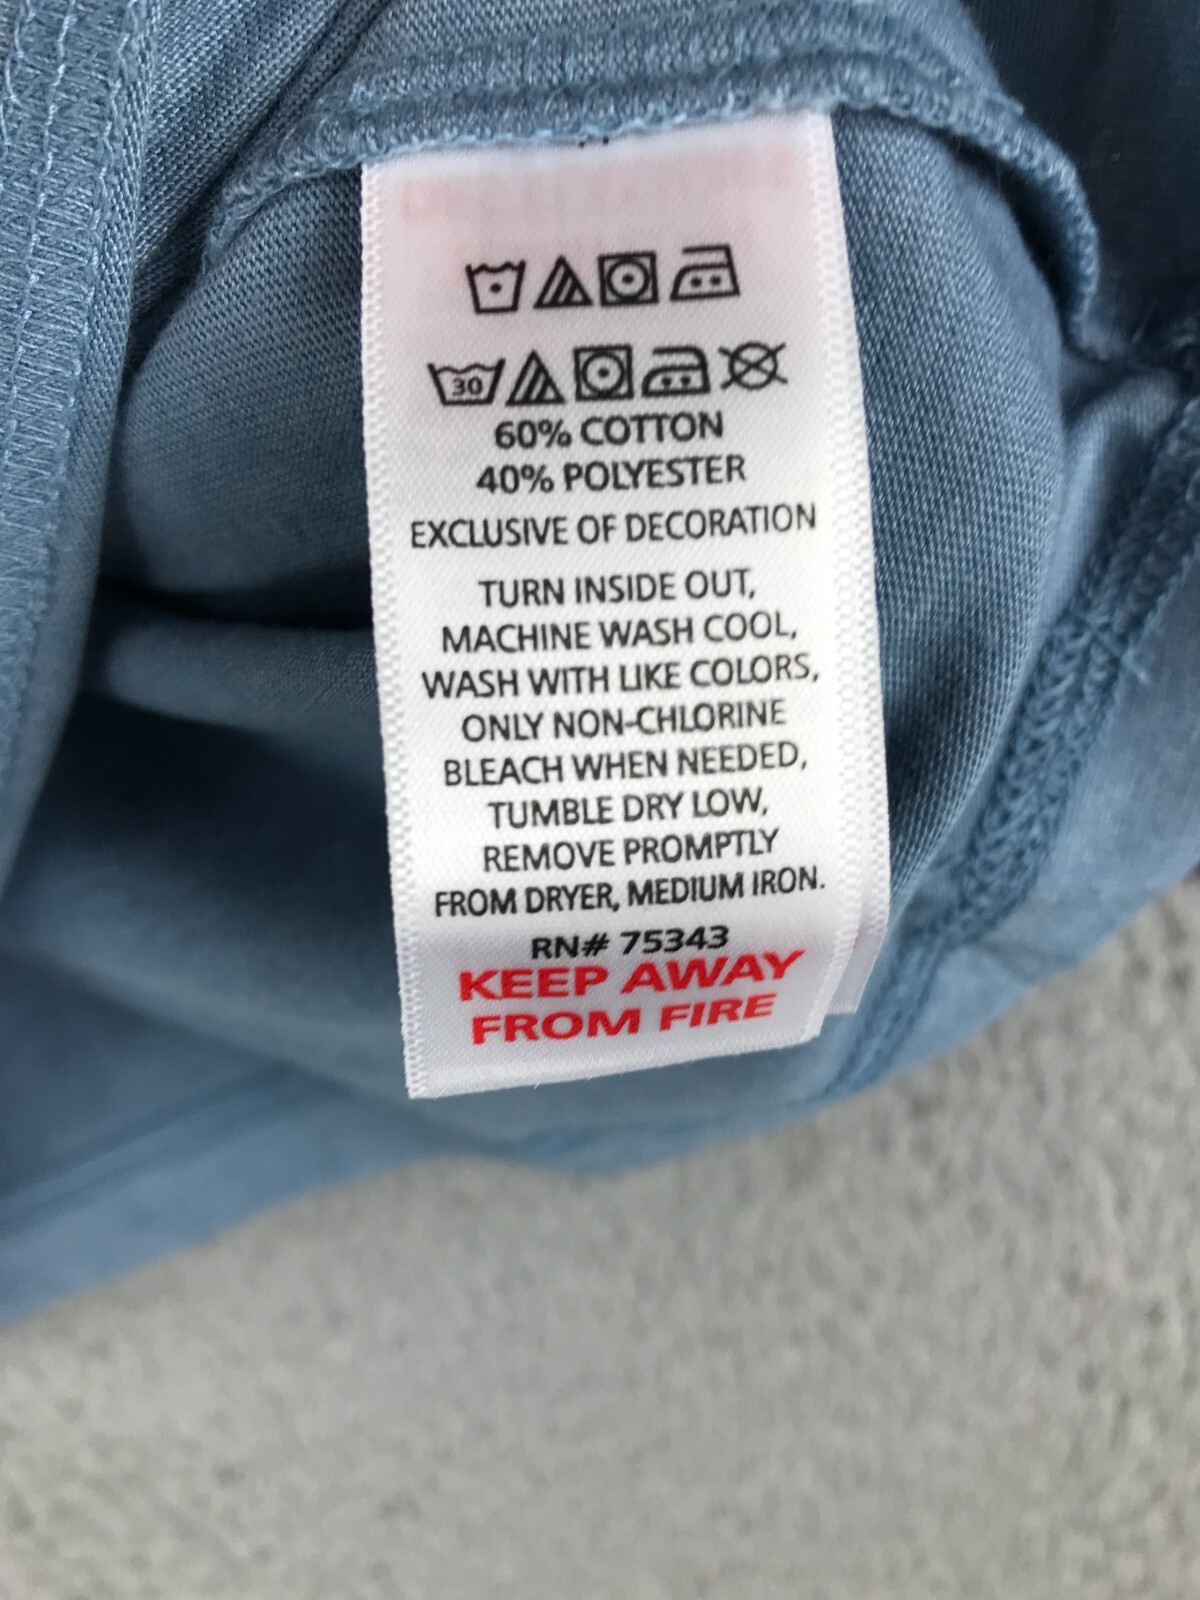 30
60% COTTON
40% POLYESTER
EXCLUSIVE OF DECORATION
TURN INSIDE OUT,
MACHINE WASH COOL,
WASH WITH LIKE COLORS,
ONLY NON-CHLORINE
BLEACH WHEN NEEDED,
TUMBLE DRY LOW,
REMOVE PROMPTLY
FROM DRYER, MEDIUM IRON.
RN# 75343
KEEP AWAY
FROM FIRE